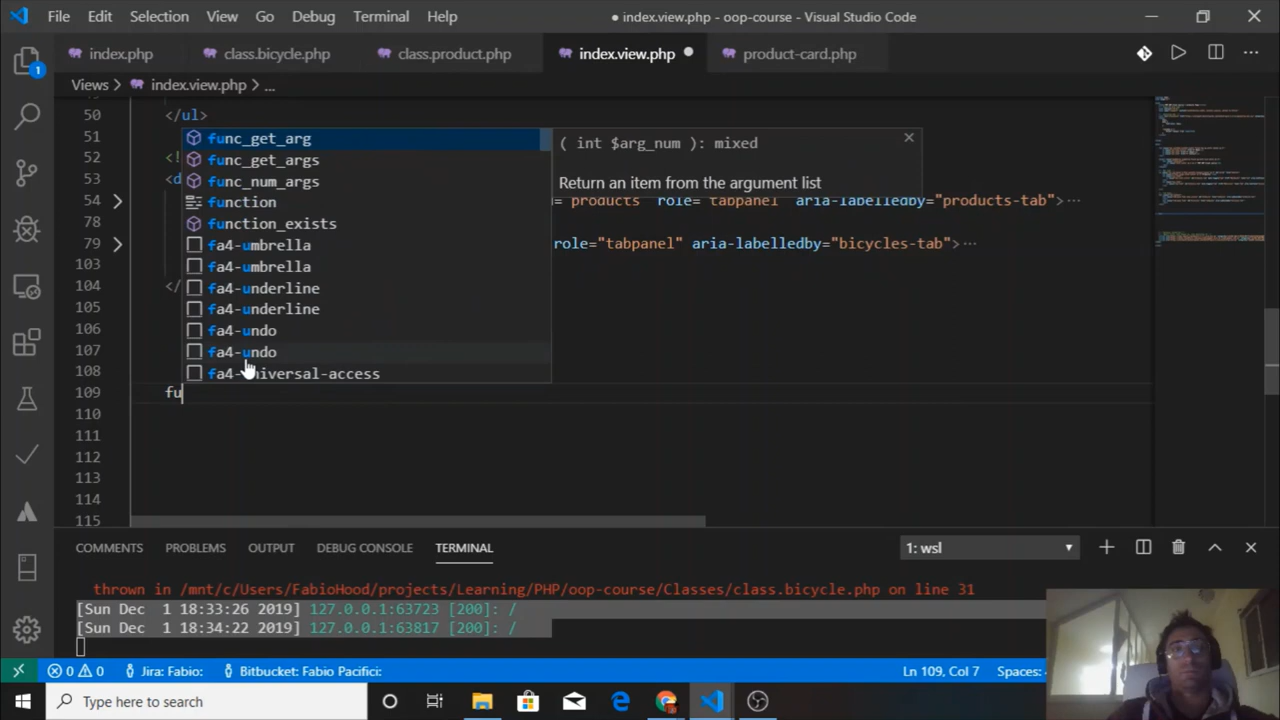 File Edit Selection View Go Debug Terminal Help
● index.view.php - oop-course - Visual Studio Code
index.php class.bicycle.php class.product.php index.view.php product-card.php
1
Views > index.view.php > ...
50 </ul>
51
52 <!
53 <d
54
78
79
103
104 </
105
106
107
108
109 fu
110
111
112
113
114
115
func_get_arg
func_get_args
func_num_args
function
function_exists
fa4-umbrella
fa4-umbrella
fa4-underline
fa4-underline
fa4-undo
fa4-undo
fa4-universal-access
( int $arg_num ): mixed
Return an item from the argument list
= products role= tabpanel aria-labelledby="products-tab">⋯
role="tabpanel" aria-labelledby="bicycles-tab">⋯
COMMENTS PROBLEMS OUTPUT DEBUG CONSOLE TERMINAL 1: wsl
thrown in /mnt/c/Users/FabioHood/projects/Learning/PHP/oop-course/Classes/class.bicycle.php on line 31
[Sun Dec 1 18:33:26 2019] 127.0.0.1:63723 [200]: /
[Sun Dec 1 18:34:22 2019] 127.0.0.1:63817 [200]: /
0 0 Jira: Fabio: Bitbucket: Fabio Pacifici: Ln 109, Col 7 Spaces:
Type here to search